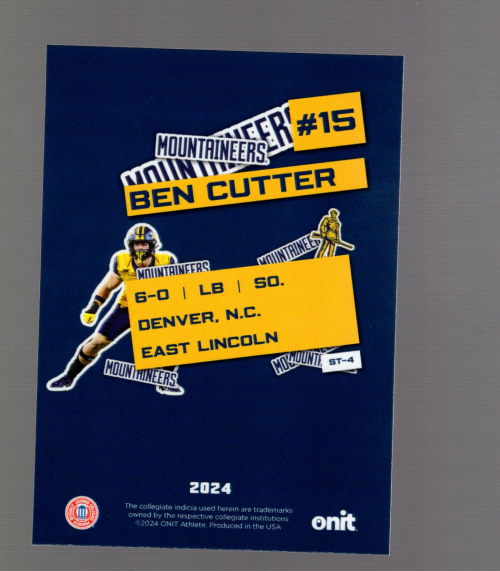 #15
MOUNTAINEERS
MOUNTAINEERS
BEN CUTTER
MOUNTAINEERS
6-0 | LB | SO.
DENVER, N.C.
EAST LINCOLN
MOUNTAINEERS
ST-4
2024
The collegiate indicia used herein are trademarks
owned by the respective collegiate institutions
©2024 ONIT Athlete. Produced in the USA
onit